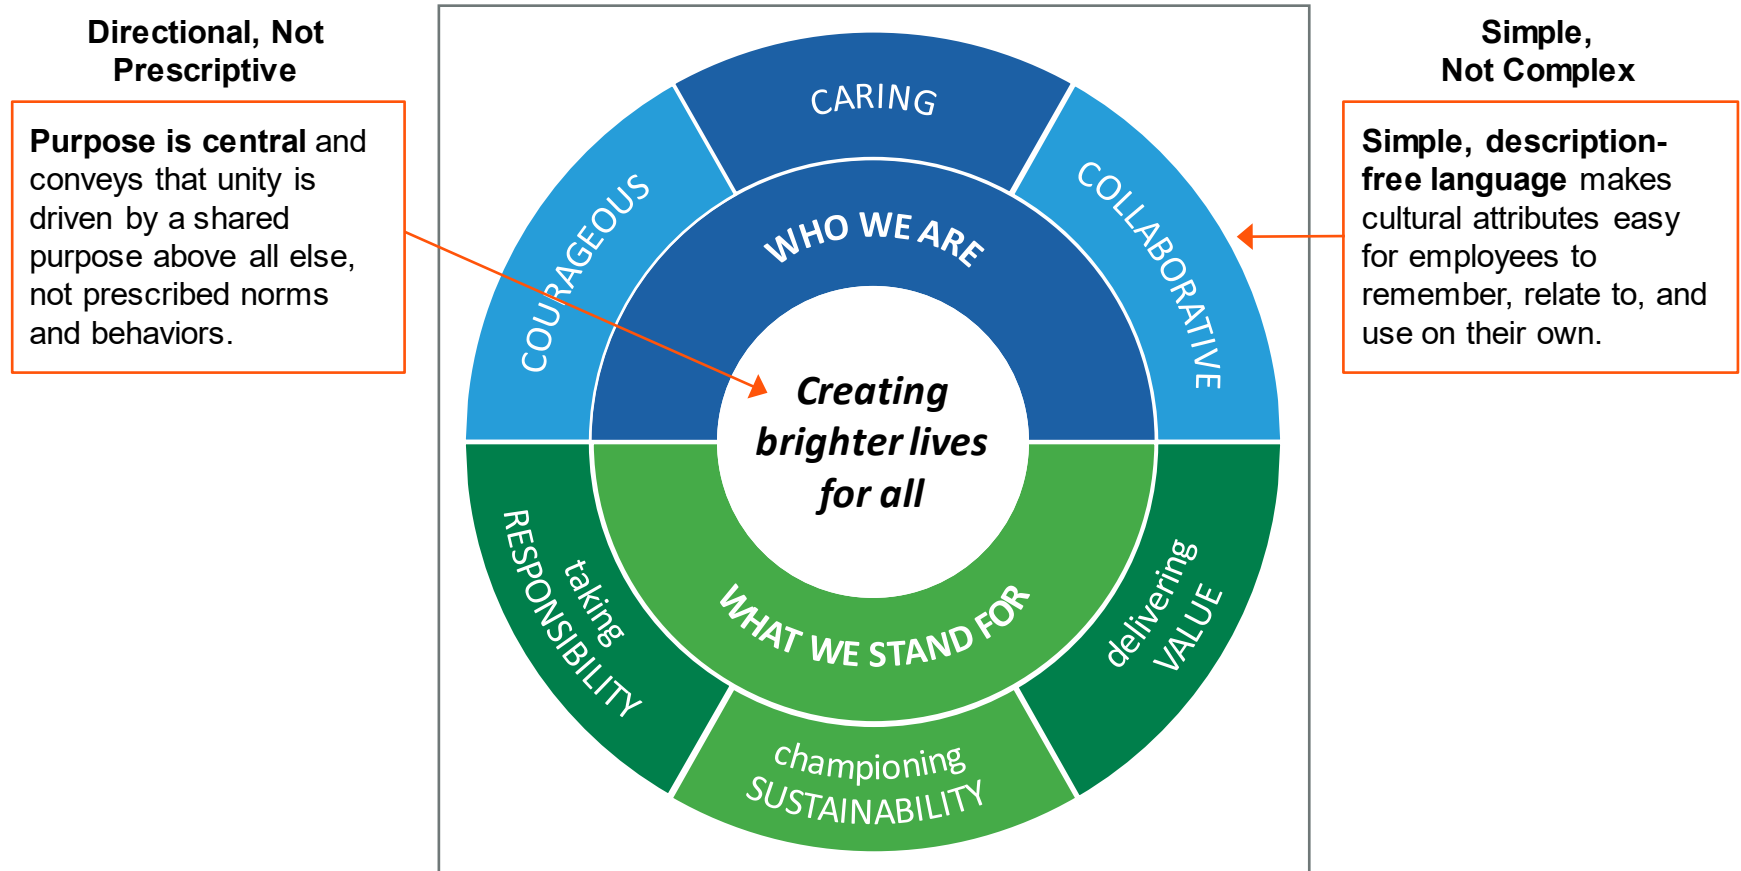 Directional, Not
Prescriptive
Purpose is central and
conveys that unity is
driven by a shared
purpose above all else,
not prescribed norms
and behaviors.
COURAGEOUS
CARING
COLLABORATIVE
WHO WE ARE
Creating
brighter lives
for all
WHAT WE STAND FOR
taking
RESPONSIBILITY
championing
SUSTAINABILITY
delivering
VALUE
Simple,
Not Complex
Simple, description-
free language makes
cultural attributes easy
for employees to
remember, relate to, and
use on their own.